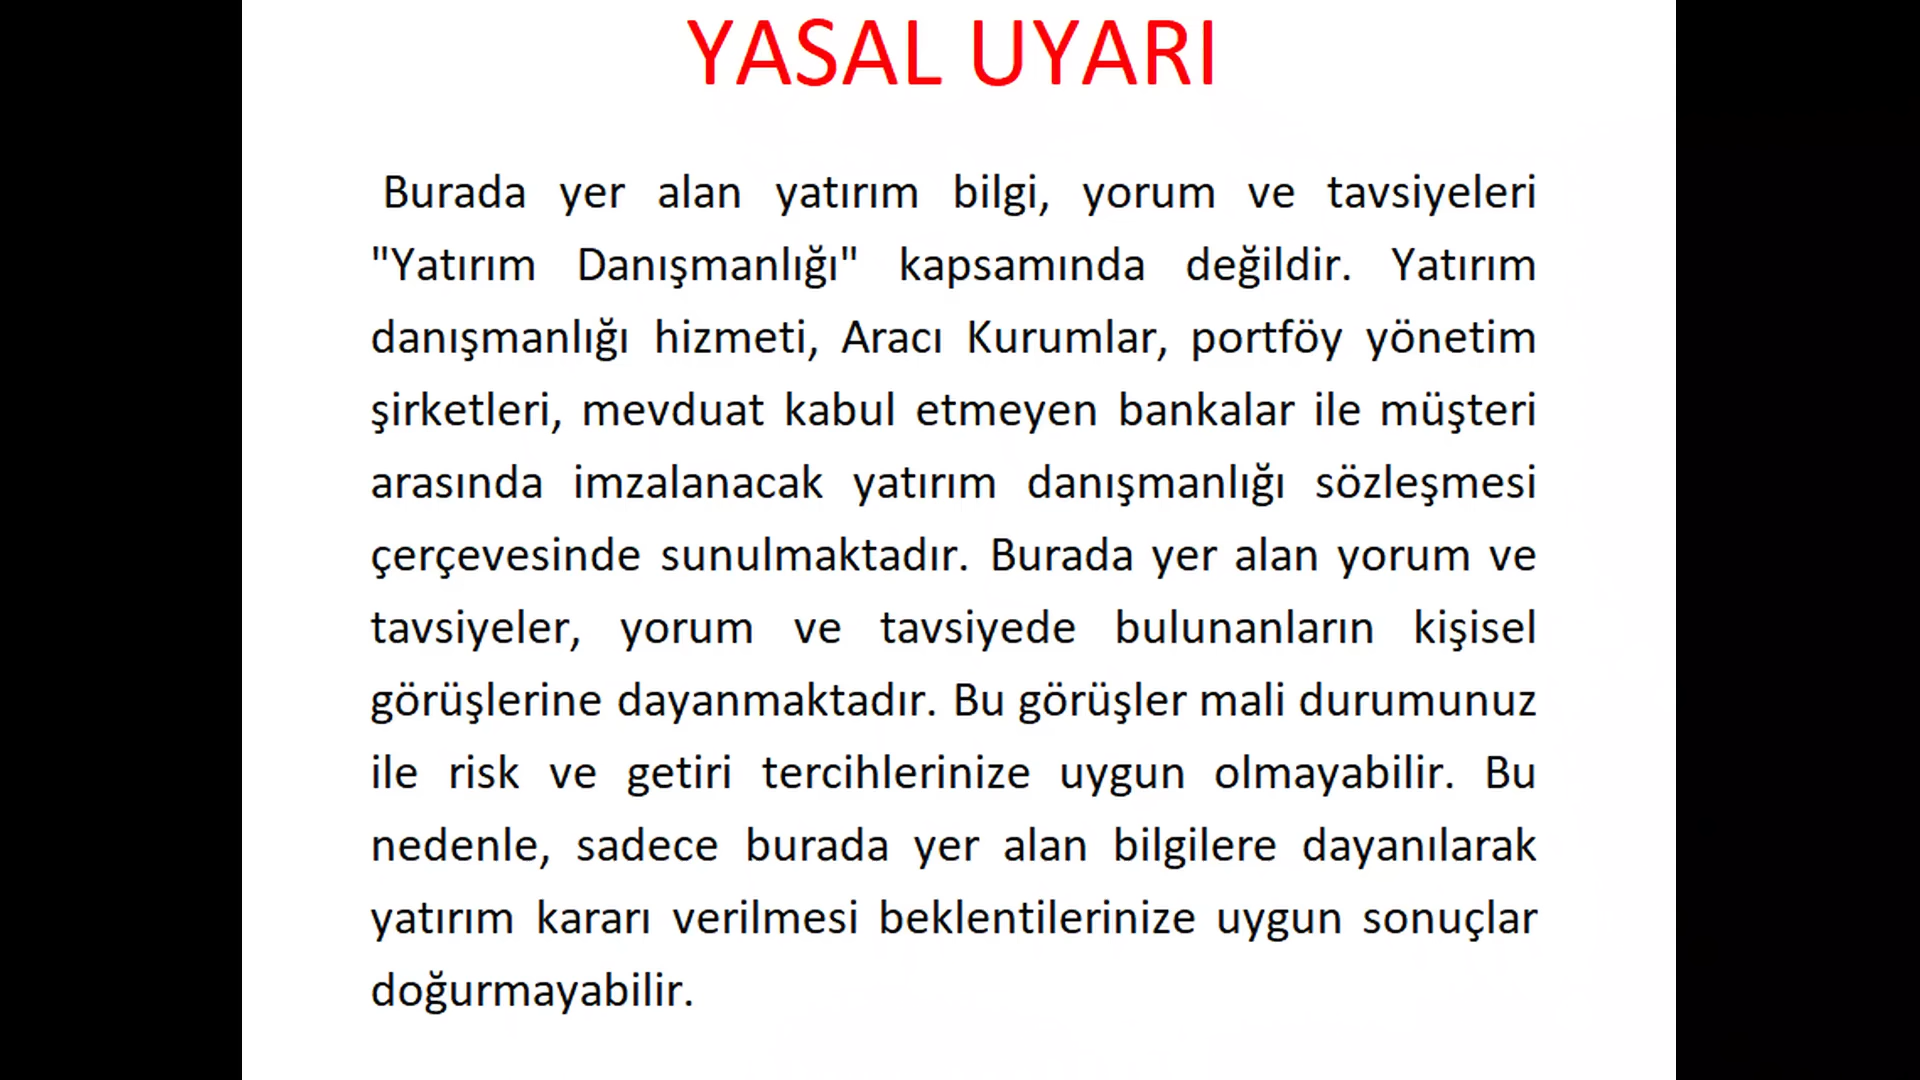 YASAL UYARI
Burada yer alan yatırım bilgi, yorum ve tavsiyeleri
"Yatırım Danışmanlığı" kapsamında değildir. Yatırım
danışmanlığı hizmeti, Aracı Kurumlar, portföy yönetim
şirketleri, mevduat kabul etmeyen bankalar ile müşteri
arasında imzalanacak yatırım danışmanlığı sözleşmesi
çerçevesinde sunulmaktadır. Burada yer alan yorum ve
tavsiyeler, yorum ve tavsiyede bulunanların kişisel
görüşlerine dayanmaktadır. Bu görüşler mali durumunuz
ile risk ve getiri tercihlerinize uygun olmayabilir. Bu
nedenle, sadece burada yer alan bilgilere dayanılarak
yatırım kararı verilmesi beklentilerinize uygun sonuçlar
doğurmayabilir.